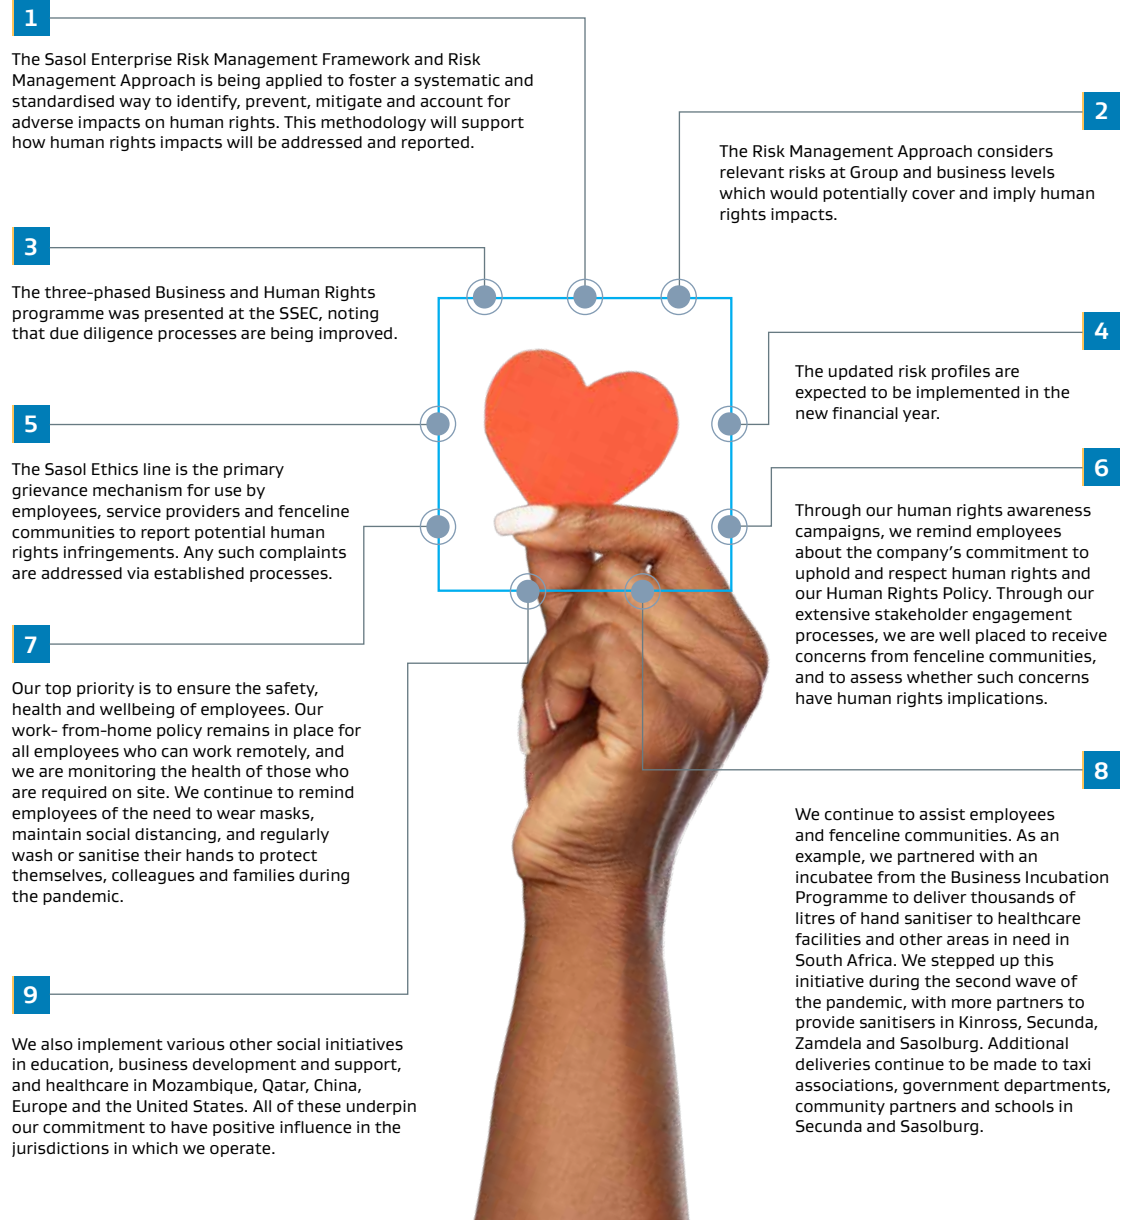 1
The Sasol Enterprise Risk Management Framework and Risk
Management Approach is being applied to foster a systematic and
standardised way to identify, prevent, mitigate and account for
adverse impacts on human rights. This methodology will support
how human rights impacts will be addressed and reported.
2
The Risk Management Approach considers
relevant risks at Group and business levels
which would potentially cover and imply human
rights impacts.
3
The three-phased Business and Human Rights
programme was presented at the SSEC, noting
that due diligence processes are being improved.
4
The updated risk profiles are
expected to be implemented in the
new financial year.
5
The Sasol Ethics line is the primary
grievance mechanism for use by
employees, service providers and fenceline
communities to report potential human
rights infringements. Any such complaints
are addressed via established processes.
6
Through our human rights awareness
campaigns, we remind employees
about the company's commitment to
uphold and respect human rights and
our Human Rights Policy. Through our
extensive stakeholder engagement
processes, we are well placed to receive
concerns from fenceline communities,
and to assess whether such concerns
have human rights implications.
7
Our top priority is to ensure the safety,
health and wellbeing of employees. Our
work- from-home policy remains in place for
all employees who can work remotely, and
we are monitoring the health of those who
are required on site. We continue to remind
employees of the need to wear masks,
maintain social distancing, and regularly
wash or sanitise their hands to protect
themselves, colleagues and families during
the pandemic.
8
We continue to assist employees
and fenceline communities. As an
example, we partnered with an
incubatee from the Business Incubation
Programme to deliver thousands of
litres of hand sanitiser to healthcare
facilities and other areas in need in
South Africa. We stepped up this
initiative during the second wave of
the pandemic, with more partners to
provide sanitisers in Kinross, Secunda,
Zamdela and Sasolburg. Additional
deliveries continue to be made to taxi
associations, government departments,
community partners and schools in
Secunda and Sasolburg.
9
We also implement various other social initiatives
in education, business development and support,
and healthcare in Mozambique, Qatar, China,
Europe and the United States. All of these underpin
our commitment to have positive influence in the
jurisdictions in which we operate.